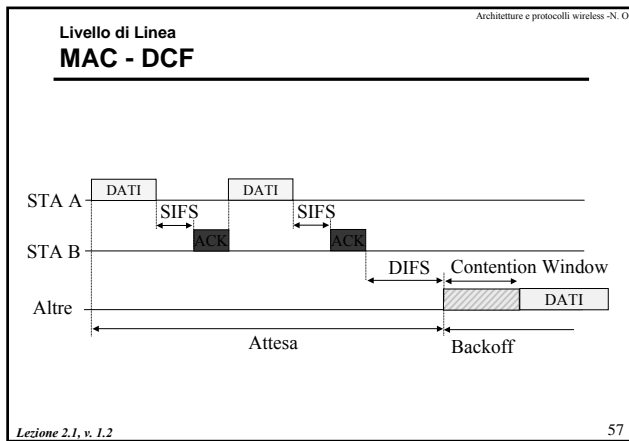 Architetture e protocolli wireless -N. O
Livello di Linea
MAC - DCF
DATI
DATI
STA A
SIFS
SIFS
ACK
ACK
STA B
DIFS
Contention Window
DATI
Altre
Attesa
Backoff
Lezione 2.1, v. 1.2
57